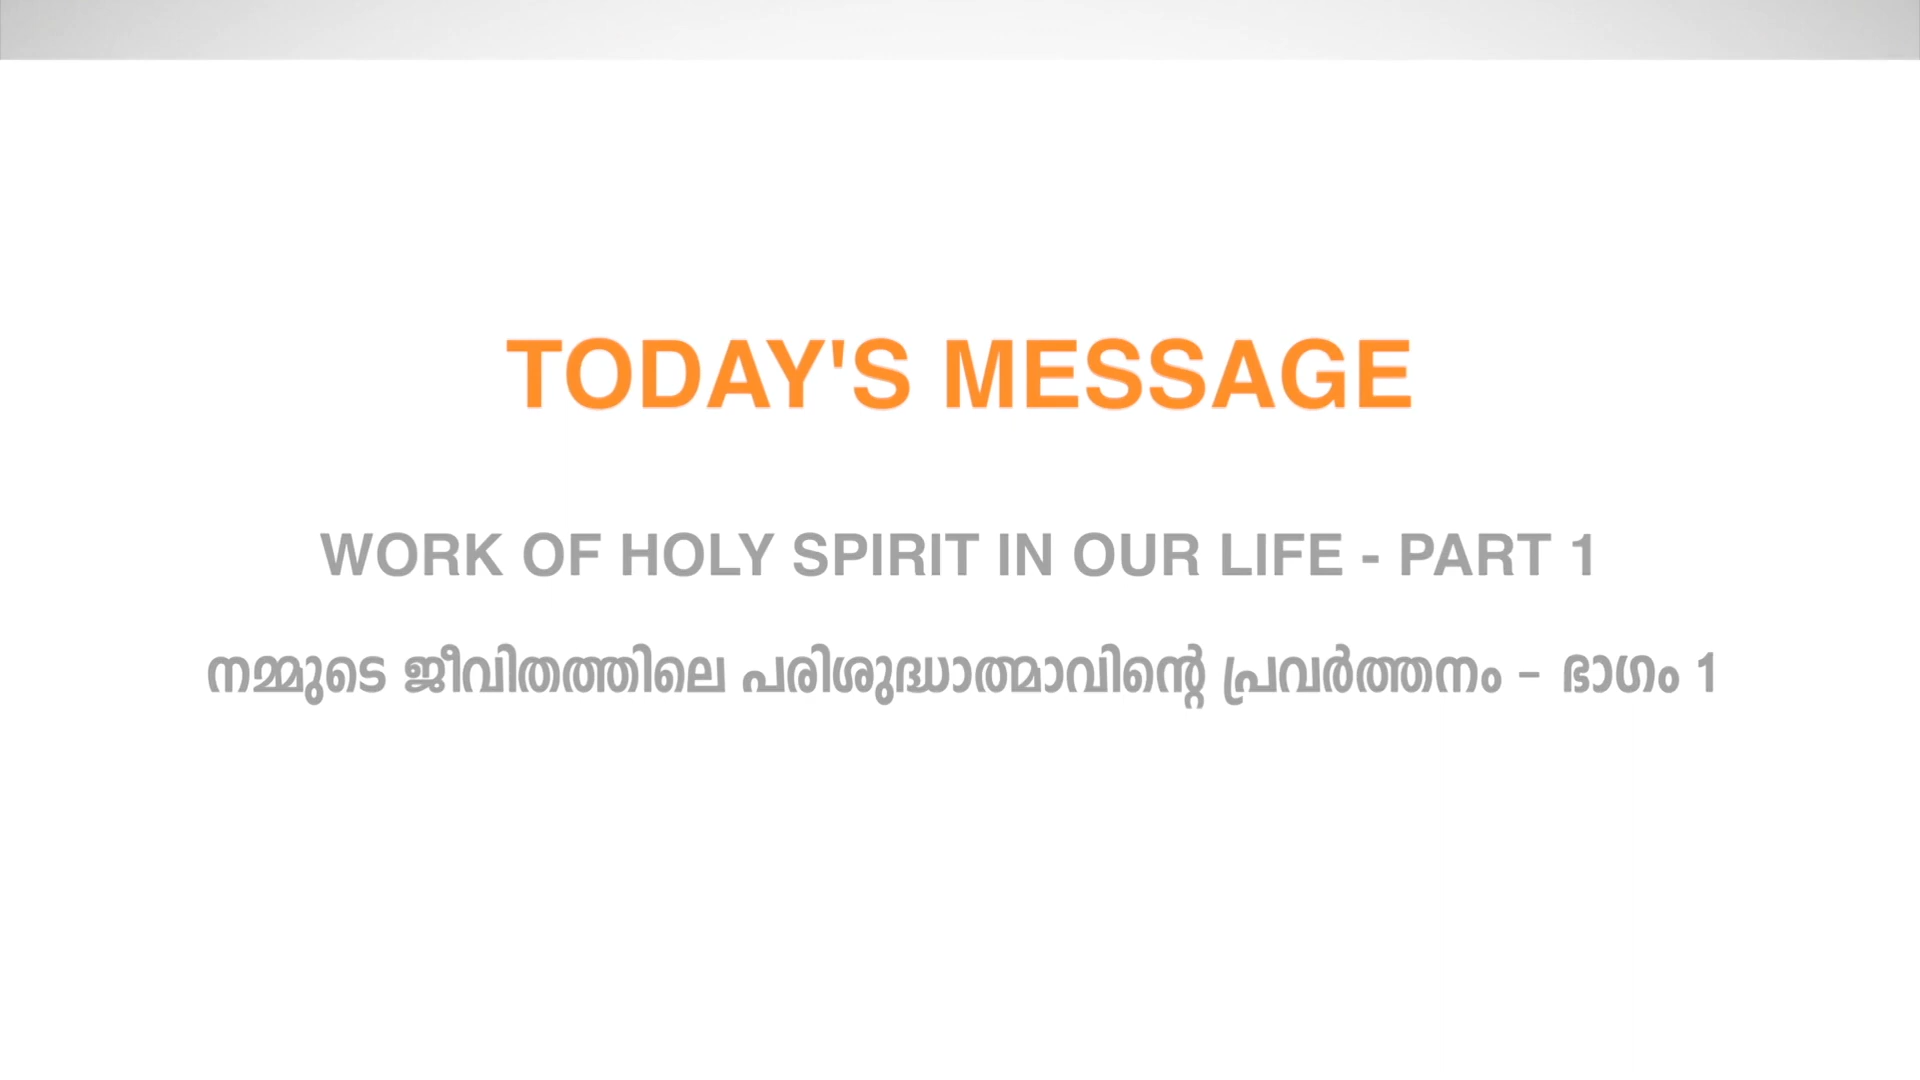 TODAY'S MESSAGE
WORK OF HOLY SPIRIT IN OUR LIFE - PART 1
നമ്മുടെ ജീവിതത്തിലെ പരിശുദ്ധാത്മാവിന്റെ പ്രവർത്തനം - ഭാഗം 1